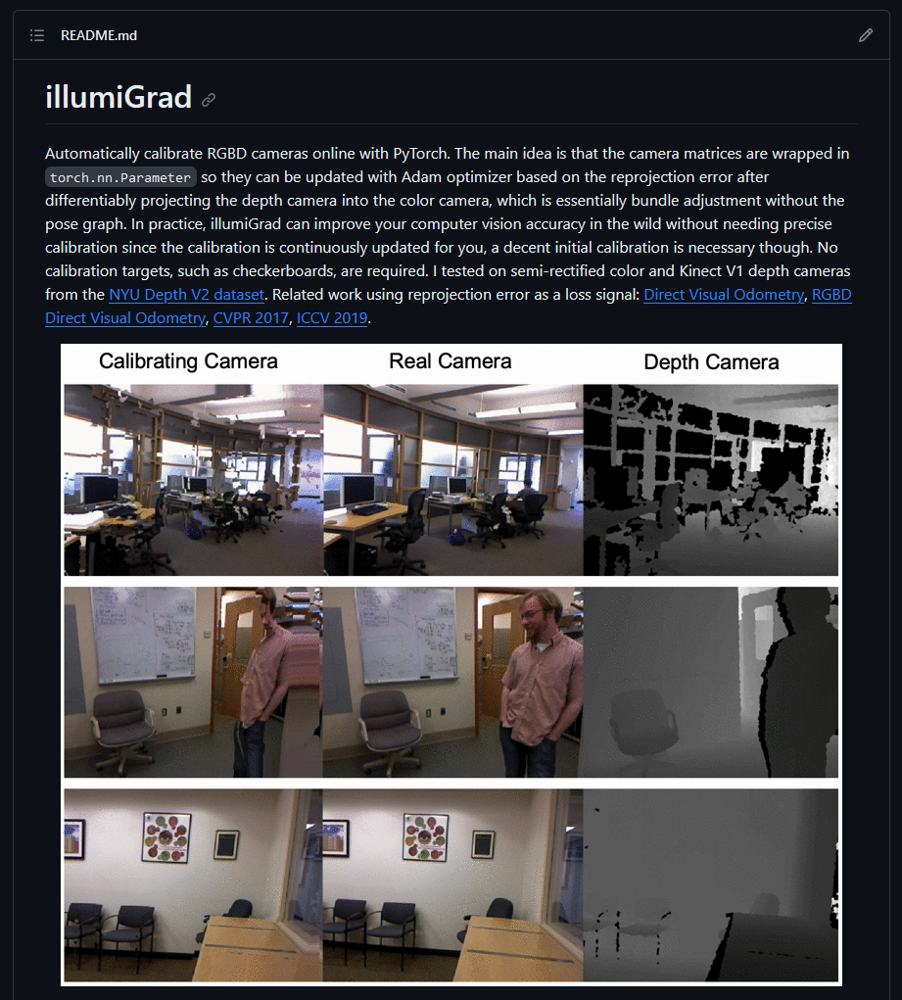 README.md
illumiGrad
Automatically calibrate RGBD cameras online with PyTorch. The main idea is that the camera matrices are wrapped in
torch.nn.Parameter so they can be updated with Adam optimizer based on the reprojection error after
differentiably projecting the depth camera into the color camera, which is essentially bundle adjustment without the
pose graph. In practice, illumiGrad can improve your computer vision accuracy in the wild without needing precise
calibration since the calibration is continuously updated for you, a decent initial calibration is necessary though. No
calibration targets, such as checkerboards, are required. I tested on semi-rectified color and Kinect V1 depth cameras
from the NYU Depth V2 dataset. Related work using reprojection error as a loss signal: Direct Visual Odometry, RGBD
Direct Visual Odometry, CVPR 2017, ICCV 2019.
Calibrating Camera Real Camera Depth Camera